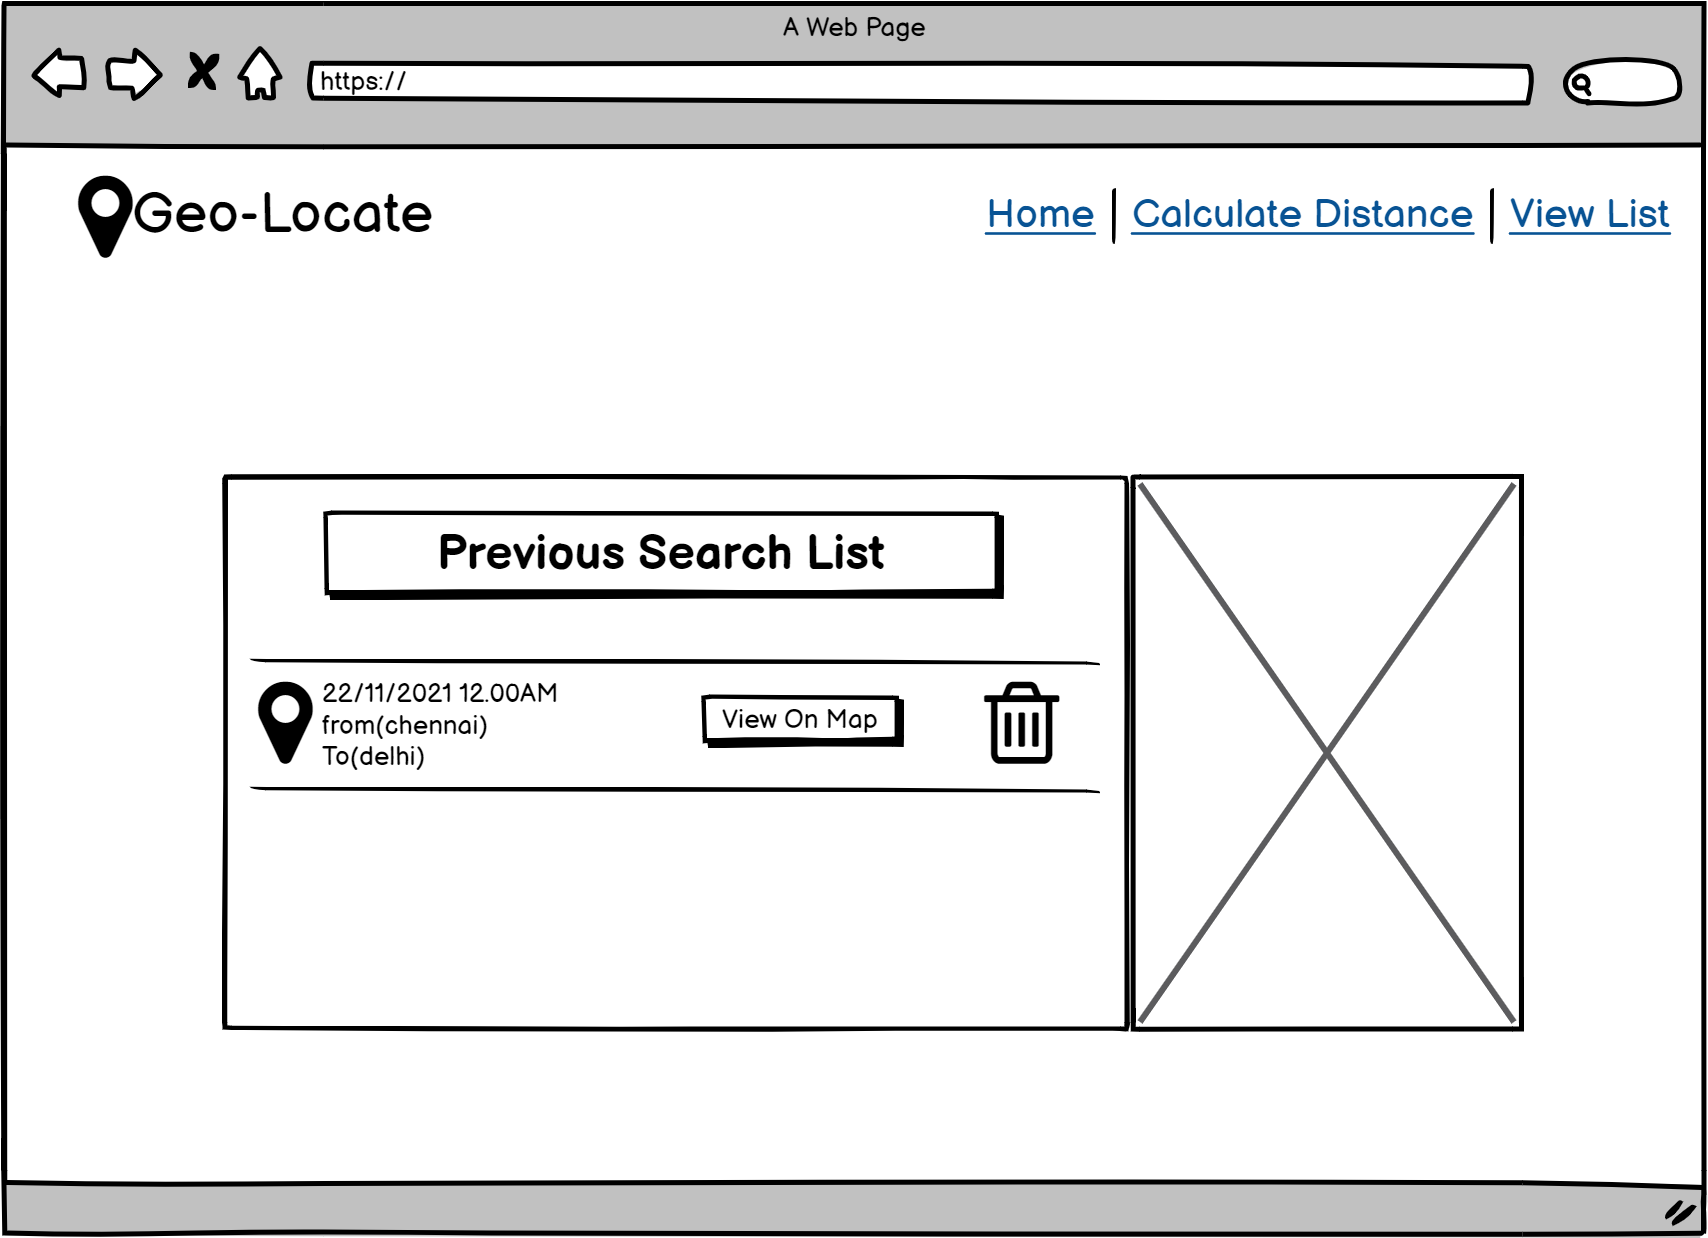 A Web Page
https://
Geo-Locate
Home
Calculate Distance
View List
Previous Search List
22/11/2021 12.00AM
from(chennai)
To(delhi)
View On Map